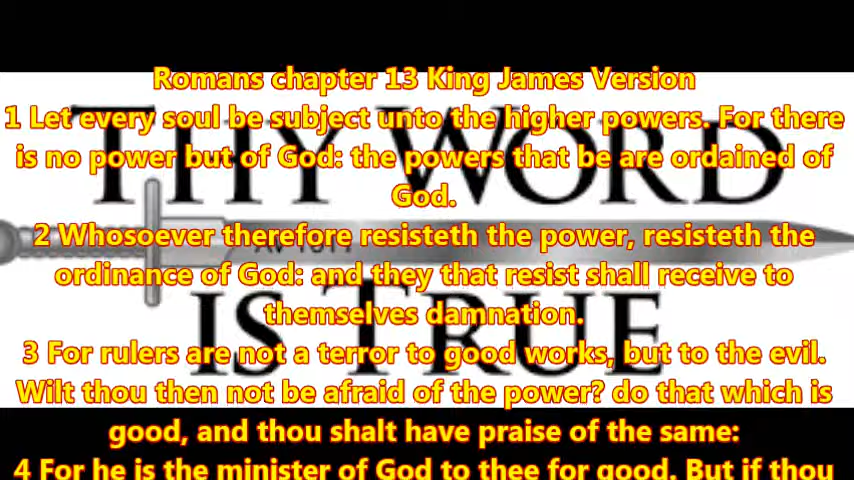 Romans chapter 13 King James Version
1 Let every soul be subject unto the higher powers. For there
is no power but of God: the powers that be are ordained of
God.
2 Whosoever therefore resisteth the power, resisteth the
ordinance of God: and they that resist shall receive to
themselves damnation.
3 For rulers are not a terror to good works, but to the evil.
Wilt thou then not be afraid of the power? do that which is
good, and thou shalt have praise of the same:
4 For he is the minister of God to thee for good. But if thou
THY WORD
AV 1611
IS TRUE